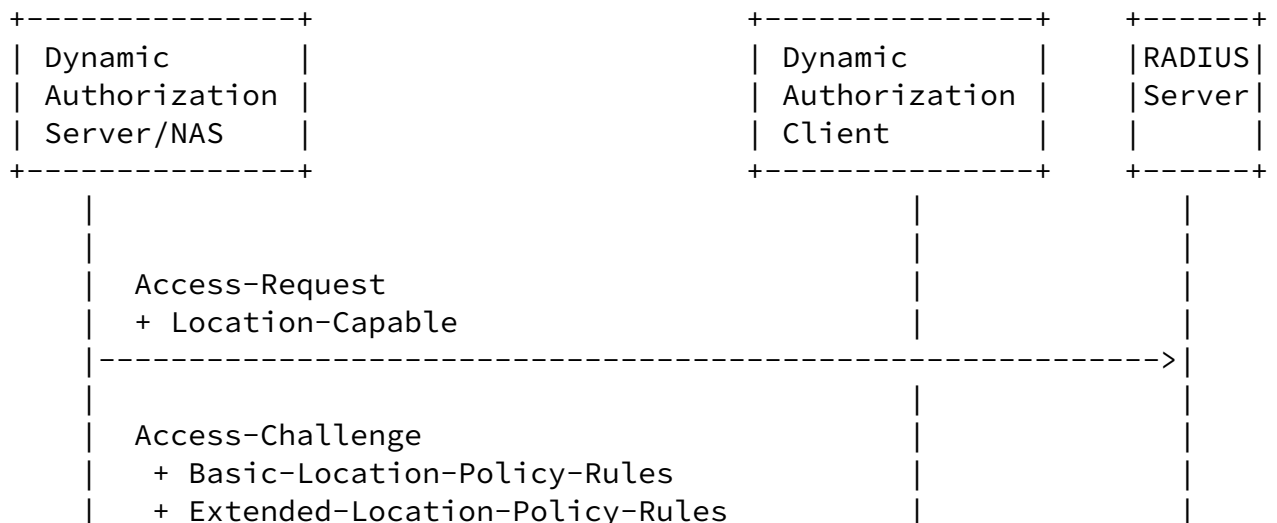 +---------------+                        +---------------+    +------+
| Dynamic       |                        | Dynamic       |    |RADIUS|
| Authorization |                        | Authorization |    |Server|
| Server/NAS    |                        | Client        |    |      |
+---------------+                        +---------------+    +------+
    |                                             |              |
    |                                             |              |
    |  Access-Request                             |              |
    |  + Location-Capable                         |              |
    |----------------------------------------------------------->|
    |                                             |              |
    |  Access-Challenge                           |              |
    |   + Basic-Location-Policy-Rules             |              |
    |   + Extended-Location-Policy-Rules          |              |